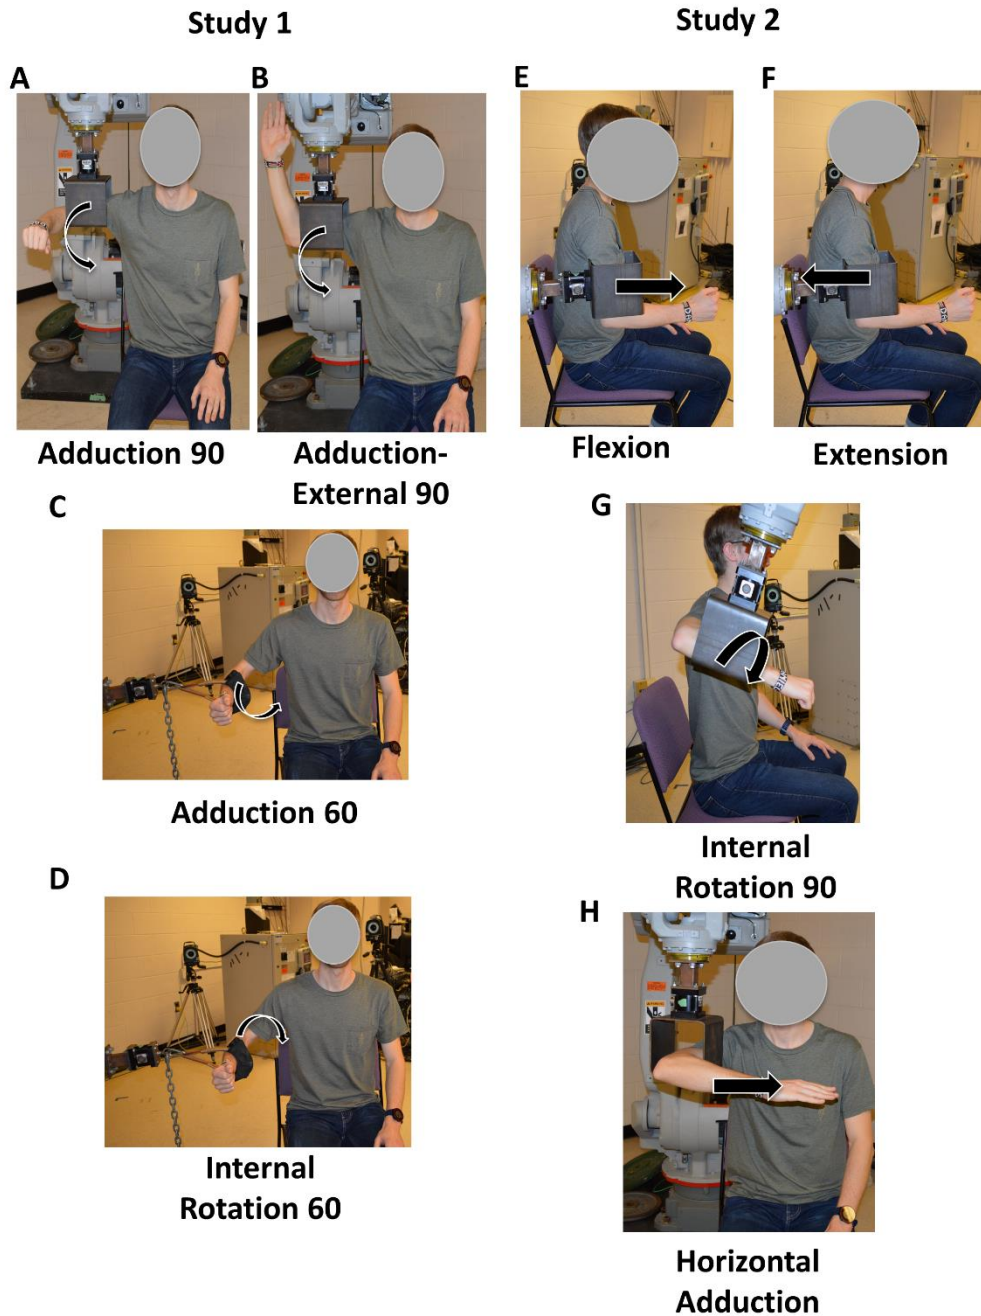 Study 1
Study 2
A
B
E
F
Adduction 90
Adduction-
External 90
Flexion
Extension
C
Adduction 60
G
Internal
Rotation 90
D
Internal
Rotation 60
H
Horizontal
Adduction